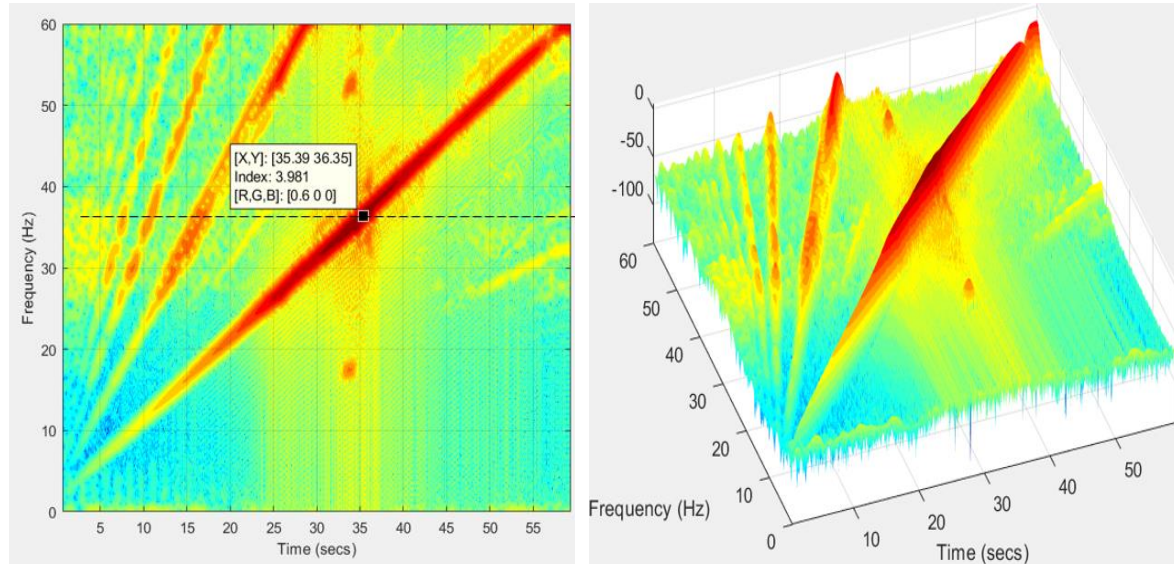 60
50
40
30
20
10
0
Frequency (Hz)
[X,Y]: [35.39 36.35]
Index: 3.981
[R,G,B]: [0.6 0 0]
5 10 15 20 25 30 35 40 45 50 55
Time (secs)
0
-50
-100
60
50
40
30
20
10
0
Frequency (Hz)
10 20 30 40 50
Time (secs)